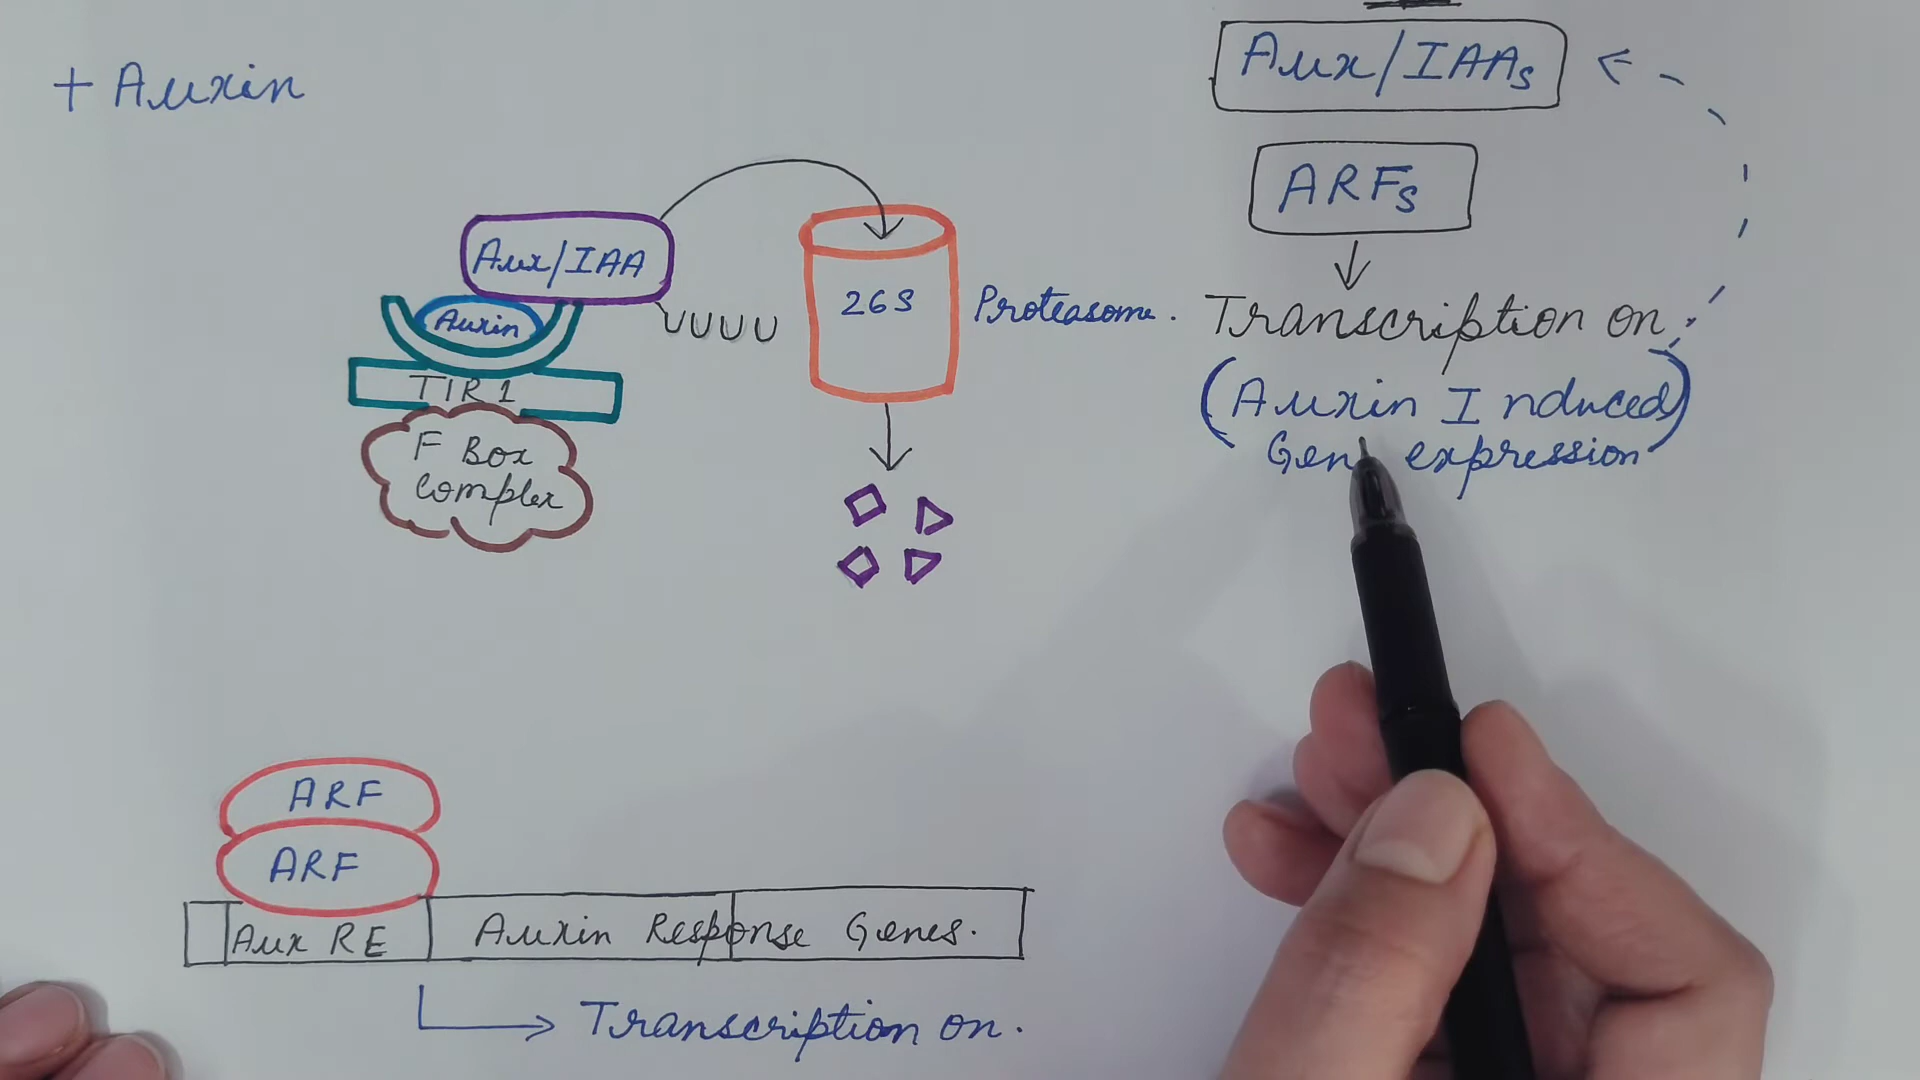 + Auxin
Aux/IAA
Auxin
TIR 1
F Box
Complex
UUUU
26S
Proteasome.
Aux/IAAs
ARFs
Transcription on
(Auxin Induced
Gene expression)
ARF
ARF
Aux RE
Auxin Response Genes.
Transcription on.